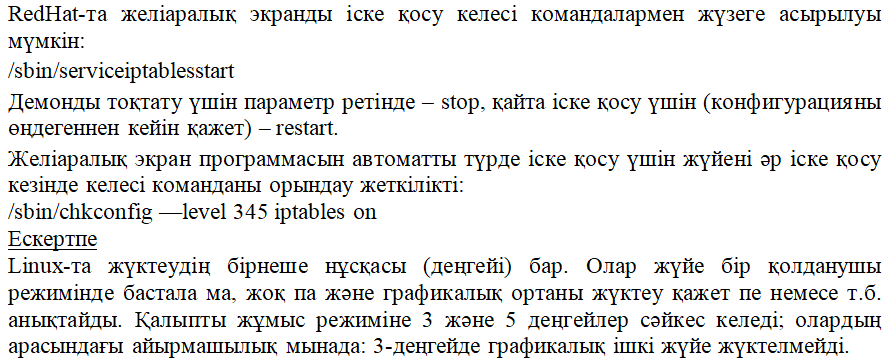 RedHat-та желіаралық экранды іске қосу келесі командалармен жүзеге асырылуы
мүмкін:
/sbin/serviceiptablesstart
Демонды тоқтату үшін параметр ретінде – stop, қайта іске қосу үшін (конфигурацияны
өңдегеннен кейін қажет) – restart.
Желіаралық экран программасын автоматты түрде іске қосу үшін жүйені әр іске қосу
кезінде келесі команданы орындау жеткілікті:
/sbin/chkconfig —level 345 iptables on
Ескертпе
Linux-та жүктеудің бірнеше нұсқасы (деңгейі) бар. Олар жүйе бір қолданушы
режимінде бастала ма, жоқ па және графикалық ортаны жүктеу қажет пе немесе т.б.
анықтайды. Қалыпты жұмыс режиміне 3 және 5 деңгейлер сәйкес келеді; олардың
арасындағы айырмашылық мынада: 3-деңгейде графикалық ішкі жүйе жүктелмейді.